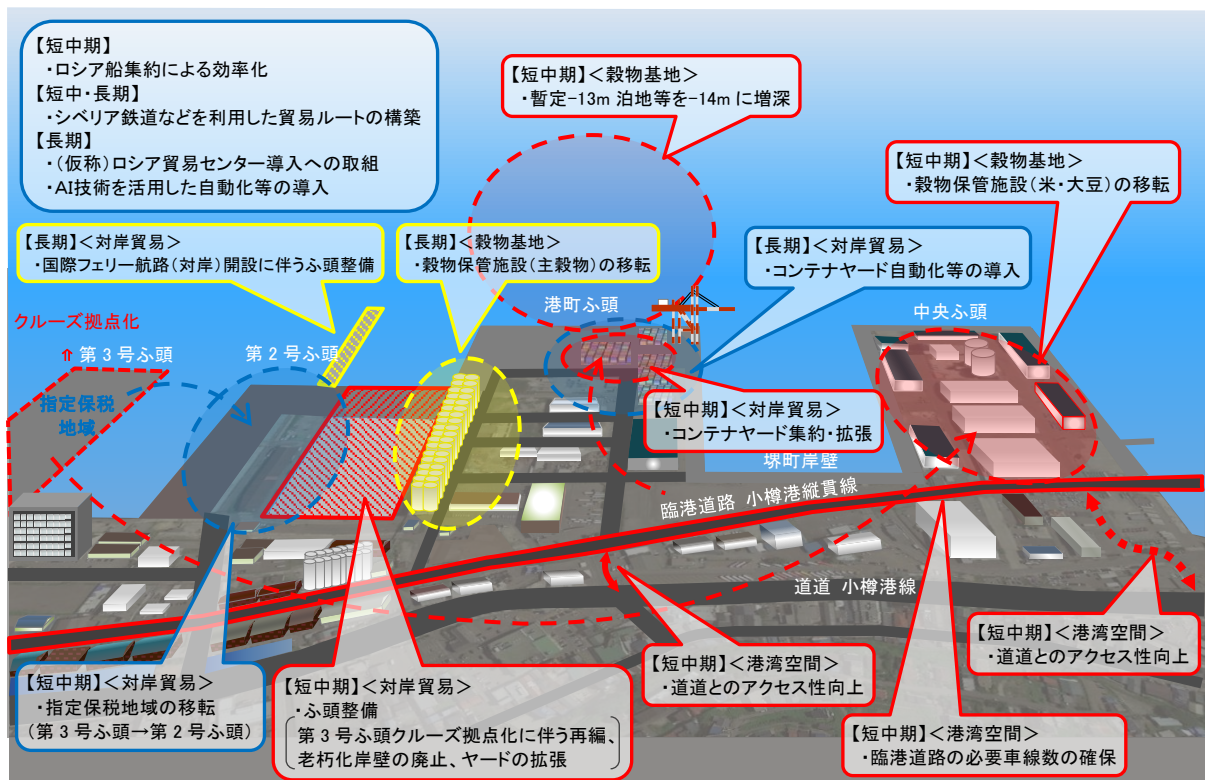 【短中期】
・ロシア船集約による効率化
【短中・長期】
・シベリア鉄道などを利用した貿易ルートの構築
【長期】
・(仮称)ロシア貿易センター導入への取組
・AI技術を活用した自動化等の導入
【短中期】<穀物基地>
・暫定-13m 泊地等を-14m に増深
【短中期】<穀物基地>
・穀物保管施設(米・大豆)の移転
【長期】<対岸貿易>
・国際フェリー航路(対岸)開設に伴うふ頭整備
【長期】<穀物基地>
・穀物保管施設(主穀物)の移転
【長期】<対岸貿易>
・コンテナヤード自動化等の導入
クルーズ拠点化
⇑ 第3号ふ頭
第2号ふ頭
港町ふ頭
中央ふ頭
指定保税
地域
【短中期】<対岸貿易>
・コンテナヤード集約・拡張
堺町岸壁
臨港道路 小樽港縦貫線
道道 小樽港線
【短中期】<対岸貿易>
・指定保税地域の移転
(第3号ふ頭→第2号ふ頭)
【短中期】<対岸貿易>
・ふ頭整備
第3号ふ頭クルーズ拠点化に伴う再編、
老朽化岸壁の廃止、ヤードの拡張
【短中期】<港湾空間>
・道道とのアクセス性向上
【短中期】<港湾空間>
・道道とのアクセス性向上
【短中期】<港湾空間>
・臨港道路の必要車線数の確保